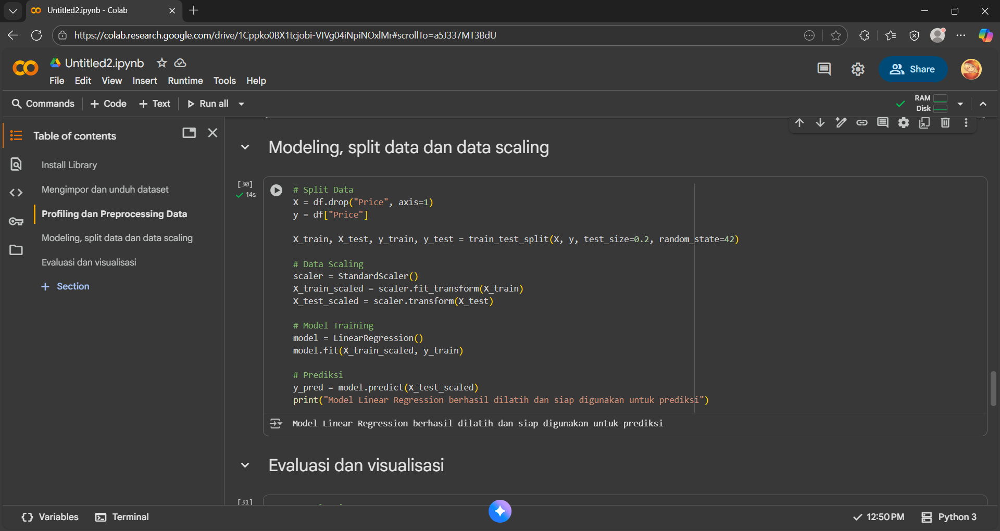 Untitled2.ipynb - Colab
https://colab.research.google.com/drive/1Cppko0BX1tcjobi-VIVg04iNpiNOxlMr#scrollTo=a5J337MT3BdU
Untitled2.ipynb
File Edit View Insert Runtime Tools Help
Share
Commands + Code + Text Run all
RAM
Disk
Table of contents
Install Library
Mengimpor dan unduh dataset
Profiling dan Preprocessing Data
Modeling, split data dan data scaling
Evaluasi dan visualisasi
+ Section
Modeling, split data dan data scaling
[30]
14s
# Split Data
X = df.drop("Price", axis=1)
y = df["Price"]
X_train, X_test, y_train, y_test = train_test_split(X, y, test_size=0.2, random_state=42)
# Data Scaling
scaler = StandardScaler()
X_train_scaled = scaler.fit_transform(X_train)
X_test_scaled = scaler.transform(X_test)
# Model Training
model = LinearRegression()
model.fit(X_train_scaled, y_train)
# Prediksi
y_pred = model.predict(X_test_scaled)
print("Model Linear Regression berhasil dilatih dan siap digunakan untuk prediksi")
Model Linear Regression berhasil dilatih dan siap digunakan untuk prediksi
Evaluasi dan visualisasi
[31]
{} Variables Terminal
12:50 PM Python 3